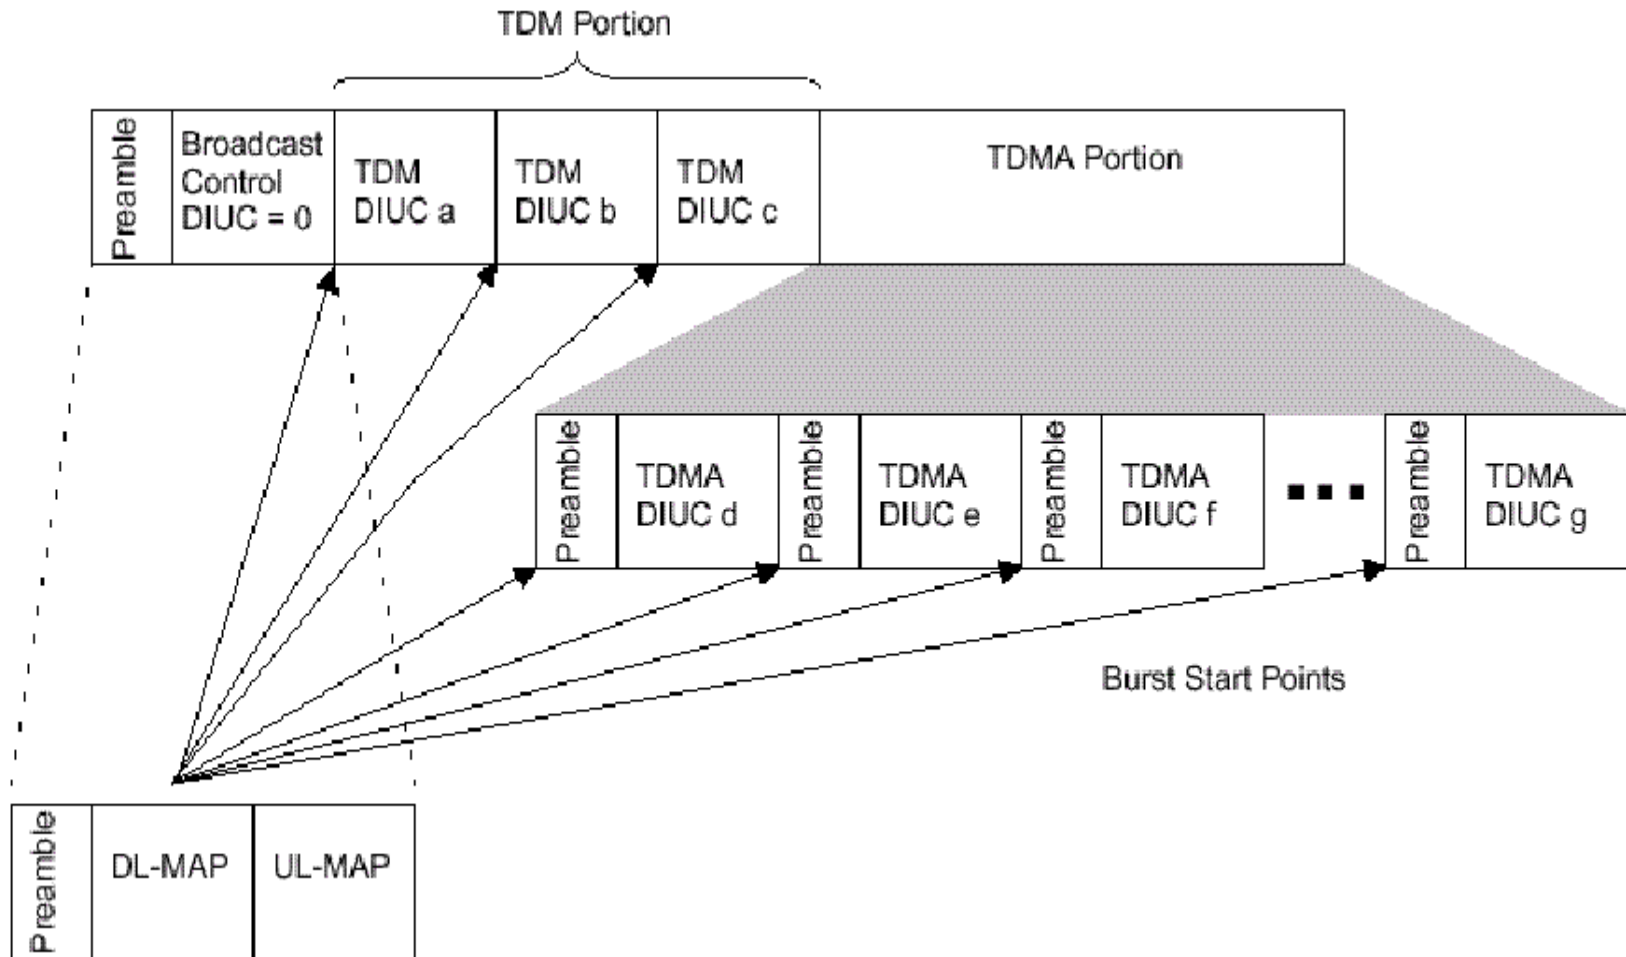 TDM Portion
Preamble
Broadcast
Control
DIUC = 0
TDM
DIUC a
TDM
DIUC b
TDM
DIUC c
TDMA Portion
Preamble
TDMA
DIUC d
Preamble
TDMA
DIUC e
Preamble
TDMA
DIUC f
Preamble
TDMA
DIUC g
Burst Start Points
Preamble
DL-MAP
UL-MAP